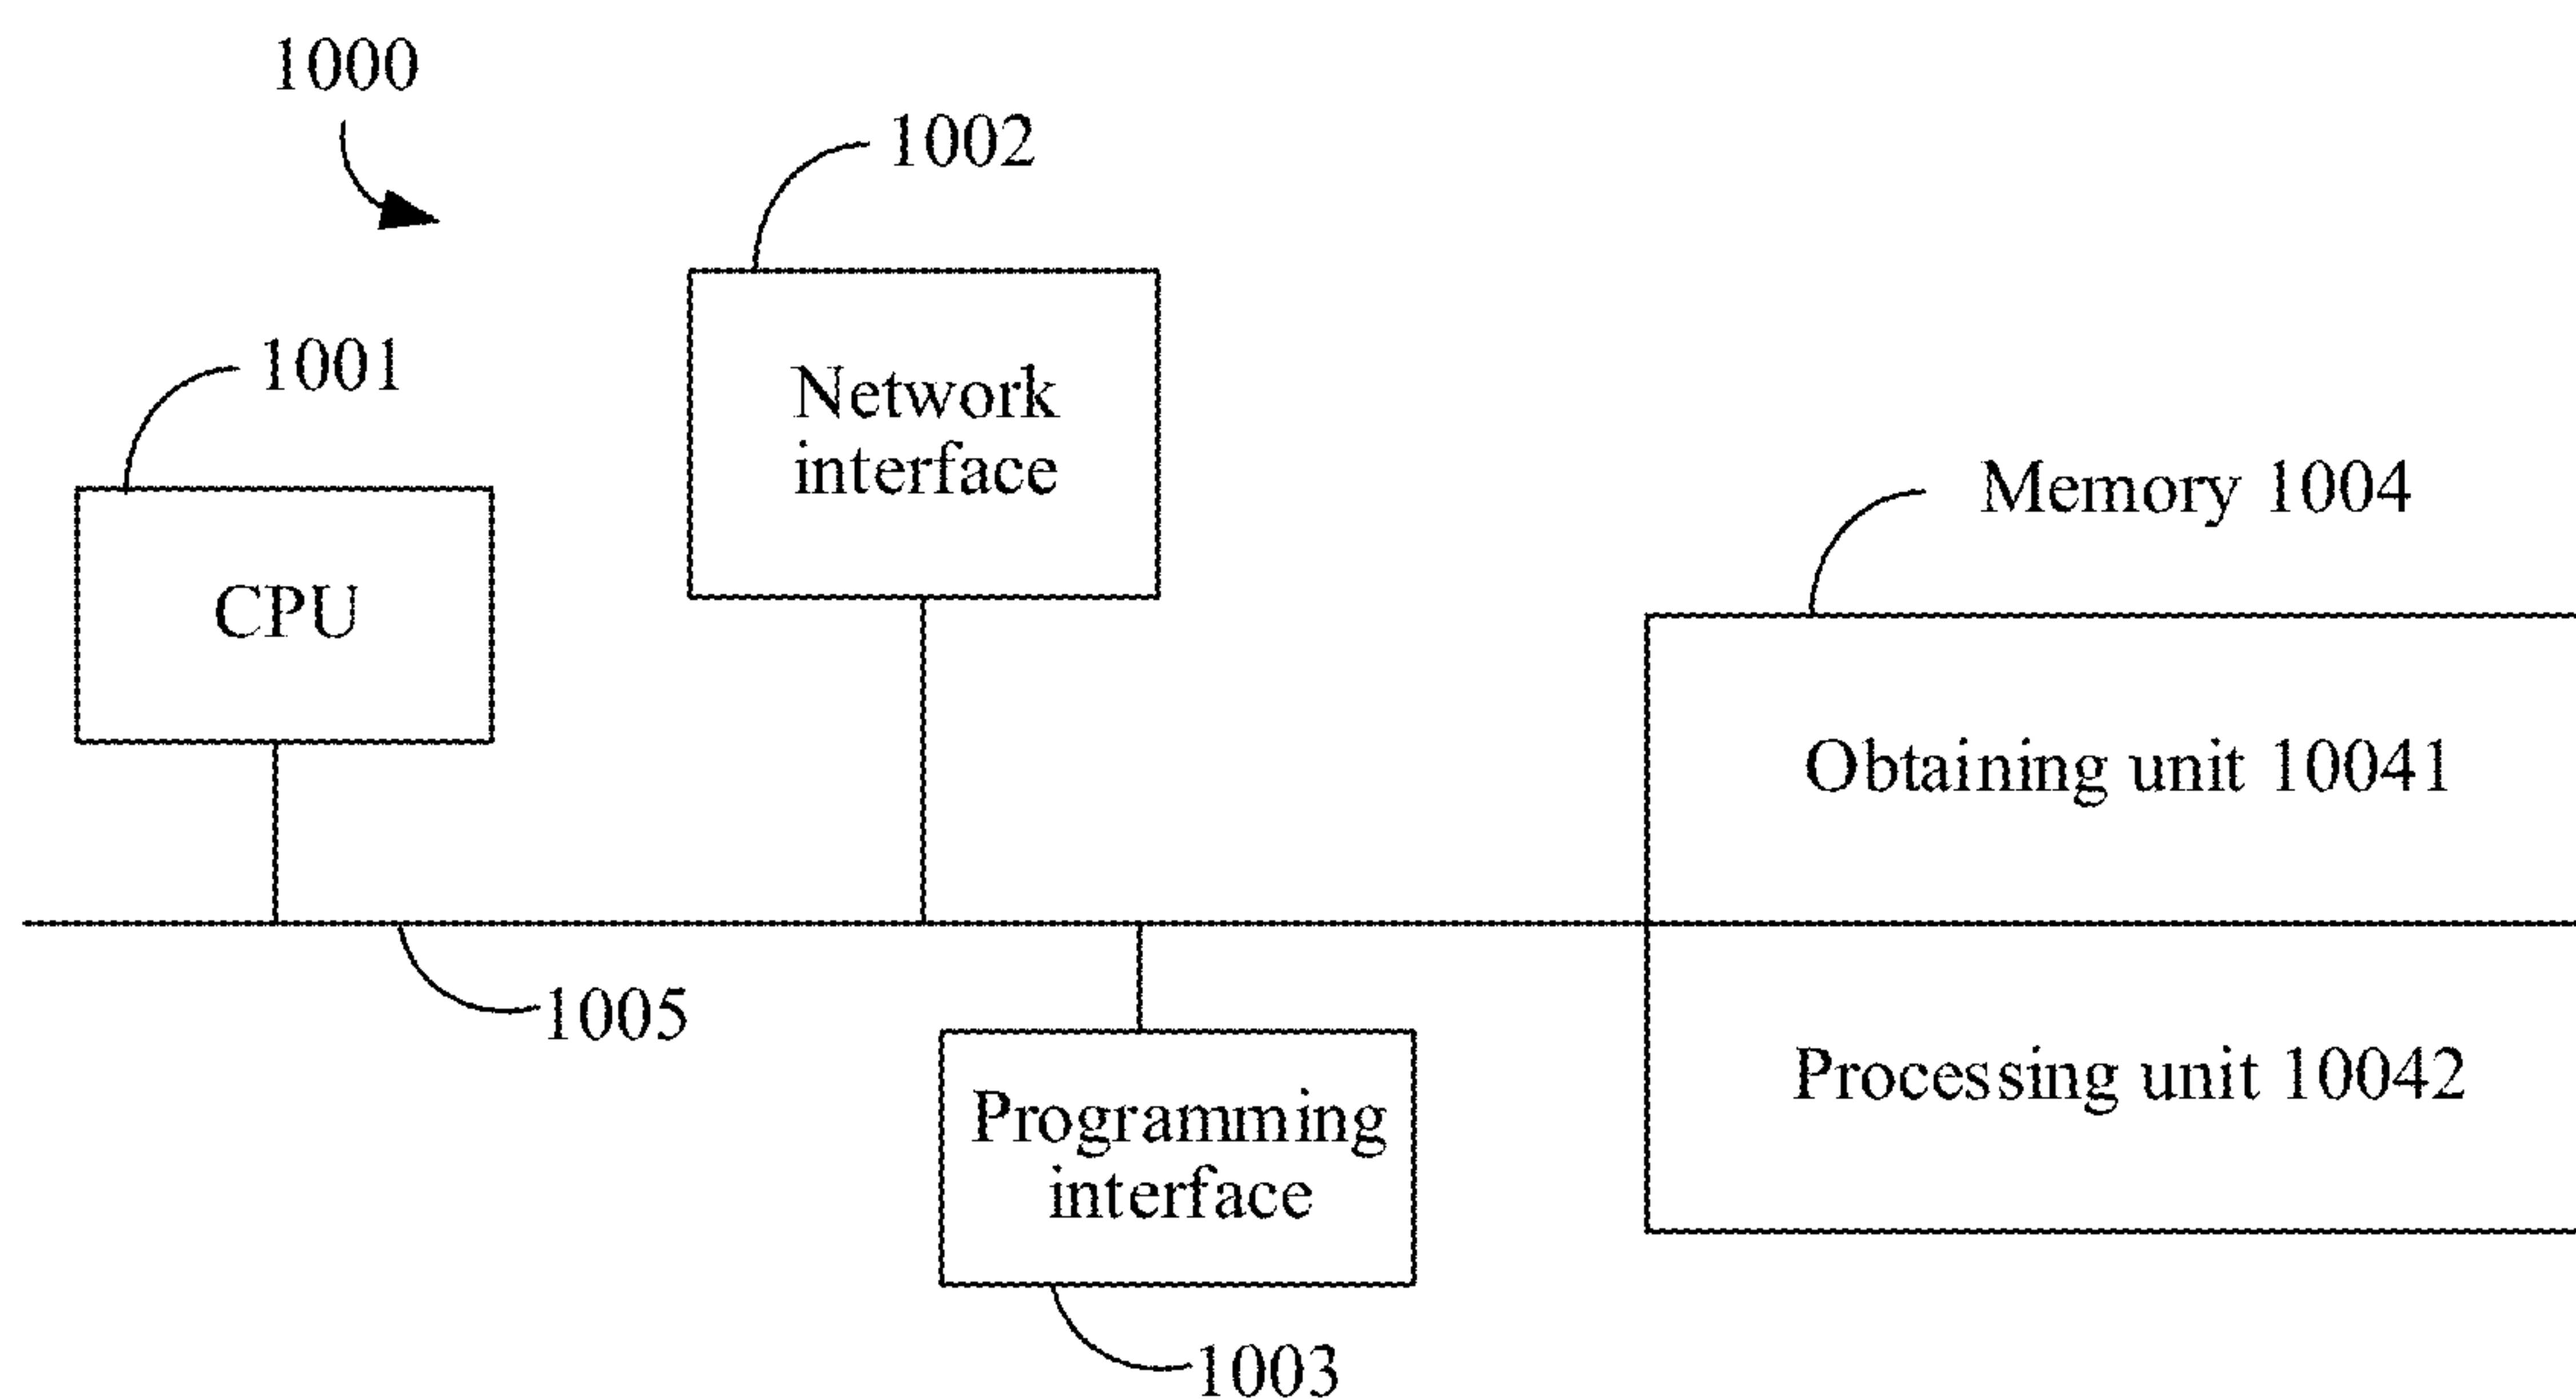 1000
1002
1001
Network
interface
Memory 1004
CPU
Obtaining unit 10041
1005
Processing unit 10042
Programming
interface
1003